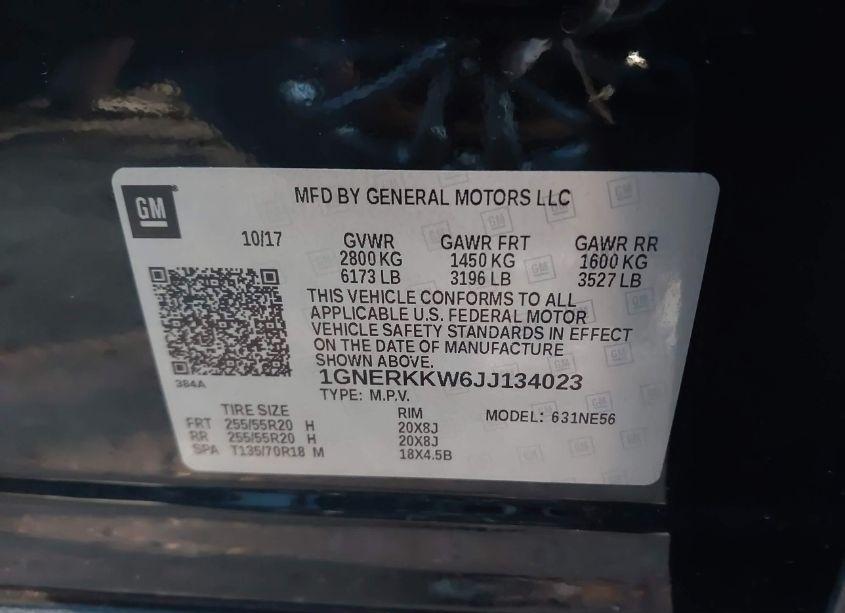 GM
MFD BY GENERAL MOTORS LLC
10/17 GVWR GAWR FRT GAWR RR
2800 KG 1450 KG 1600 KG
6173 LB 3196 LB 3527 LB
THIS VEHICLE CONFORMS TO ALL
APPLICABLE U.S. FEDERAL MOTOR
VEHICLE SAFETY STANDARDS IN EFFECT
ON THE DATE OF MANUFACTURE
SHOWN ABOVE.
384A
1GNERKKW6JJ134023
TYPE: M.P.V.
TIRE SIZE RIM MODEL: 631NE56
FRT 255/55R20 H 20X8J
RR 255/55R20 H 20X8J
SPA T135/70R18 M 18X4.5B